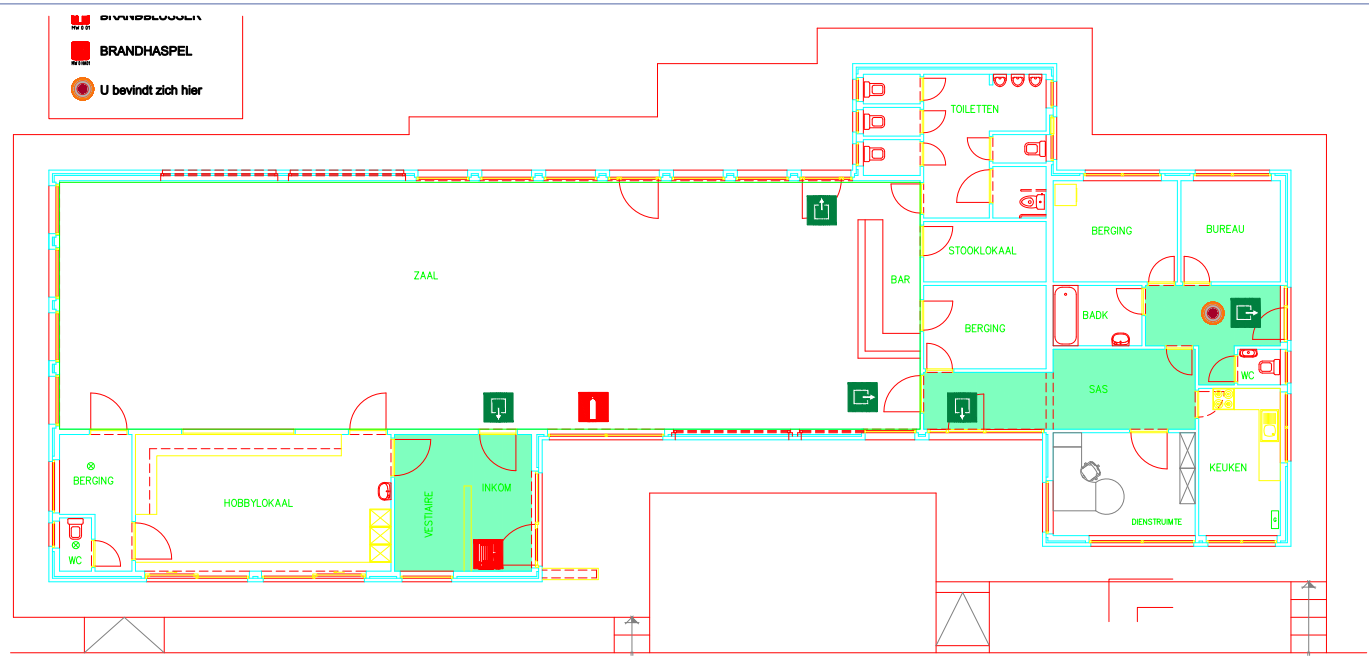 BRANDBLUSSER
BRANDHASPEL
U bevindt zich hier
TOILETTEN
BERGING
BUREAU
STOOKLOKAAL
ZAAL
BAR
BADK
BERGING
WC
SAS
KEUKEN
BERGING
HOBBYLOKAAL
VESTIAIRE
INKOM
DIENSTRUIMTE
WC